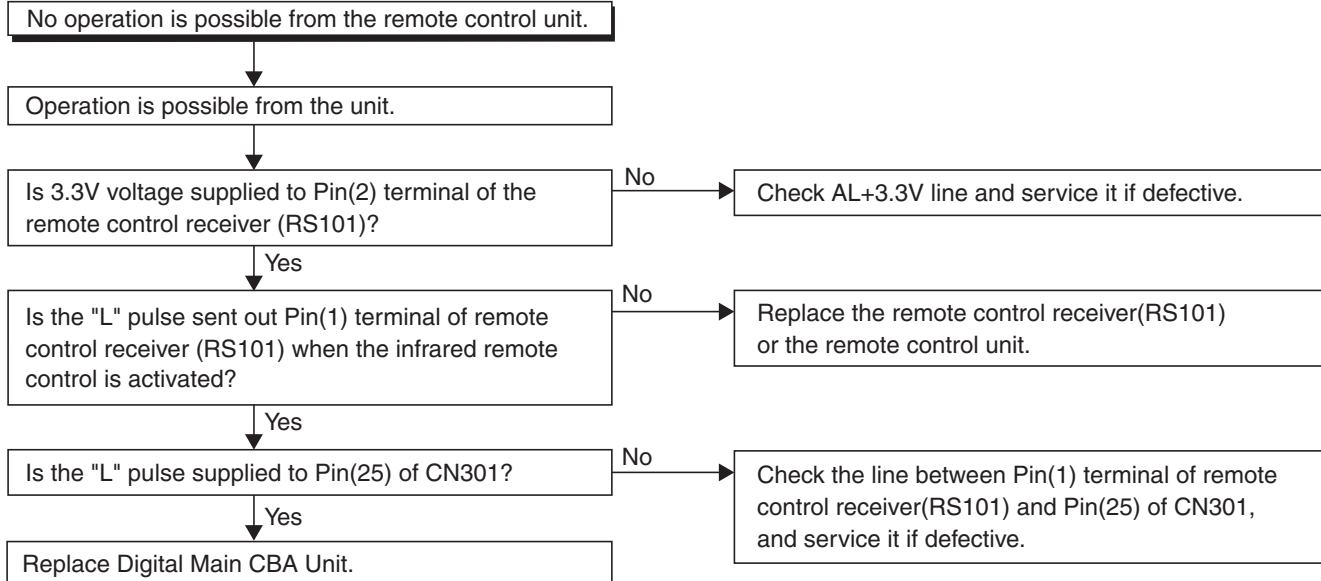 No operation is possible from the remote control unit.
Operation is possible from the unit.
Is 3.3V voltage supplied to Pin(2) terminal of the
remote control receiver (RS101)?
No
Check AL+3.3V line and service it if defective.
Yes
Is the "L" pulse sent out Pin(1) terminal of remote
control receiver (RS101) when the infrared remote
control is activated?
No
Replace the remote control receiver(RS101)
or the remote control unit.
Yes
Is the "L" pulse supplied to Pin(25) of CN301?
No
Check the line between Pin(1) terminal of remote
control receiver(RS101) and Pin(25) of CN301,
and service it if defective.
Yes
Replace Digital Main CBA Unit.